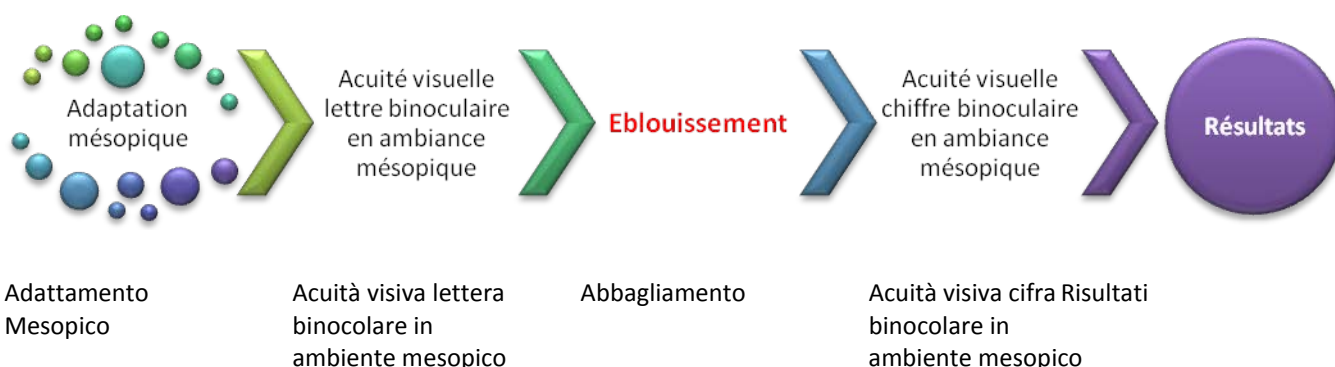 Adaptation
mésopique
Acuité visuelle
lettre binoculaire
en ambiance
mésopique
Eblouissement
Acuité visuelle
chiffre binoculaire
en ambiance
mésopique
Résultats
Adattamento
Mesopico
Acuità visiva lettera
binocolare in
ambiente mesopico
Abbagliamento
Acuità visiva cifra Risultati
binocolare in
ambiente mesopico